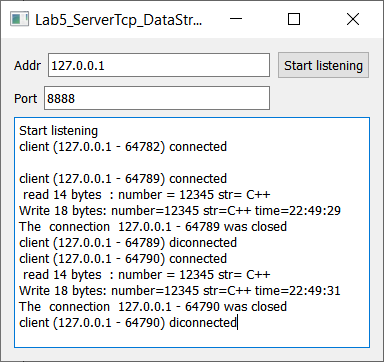 Lab5_ServerTcp_DataStr...
Addr 127.0.0.1 Start listening
Port 8888
Start listening
client (127.0.0.1 - 64782) connected
client (127.0.0.1 - 64789) connected
read 14 bytes : number = 12345 str= C++
Write 18 bytes: number=12345 str=C++ time=22:49:29
The connection 127.0.0.1 - 64789 was closed
client (127.0.0.1 - 64789) diconnected
client (127.0.0.1 - 64790) connected
read 14 bytes : number = 12345 str= C++
Write 18 bytes: number=12345 str=C++ time=22:49:31
The connection 127.0.0.1 - 64790 was closed
client (127.0.0.1 - 64790) diconnected